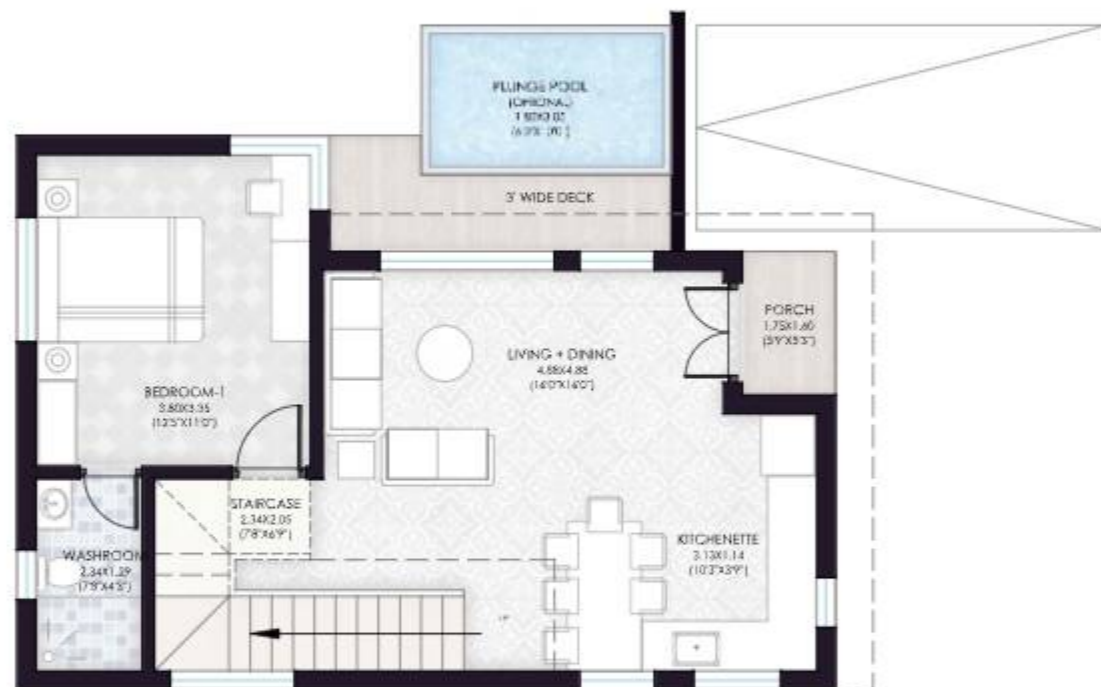 PLUNGE POOL
(OPTIONAL)
3' WIDE DECK
PORCH
1.75X1.60
(5'9"X5'3")
LIVING + DINING
4.88X4.88
(16'0"X16'0")
BEDROOM-1
3.80X3.35
(12'5"X11'0")
STAIRCASE
2.34X2.05
(7'8"X6'9")
KITCHENETTE
3.13X1.14
(10'3"X3'9")
WASHROOM
2.34X1.29
(7'8"X4'3")